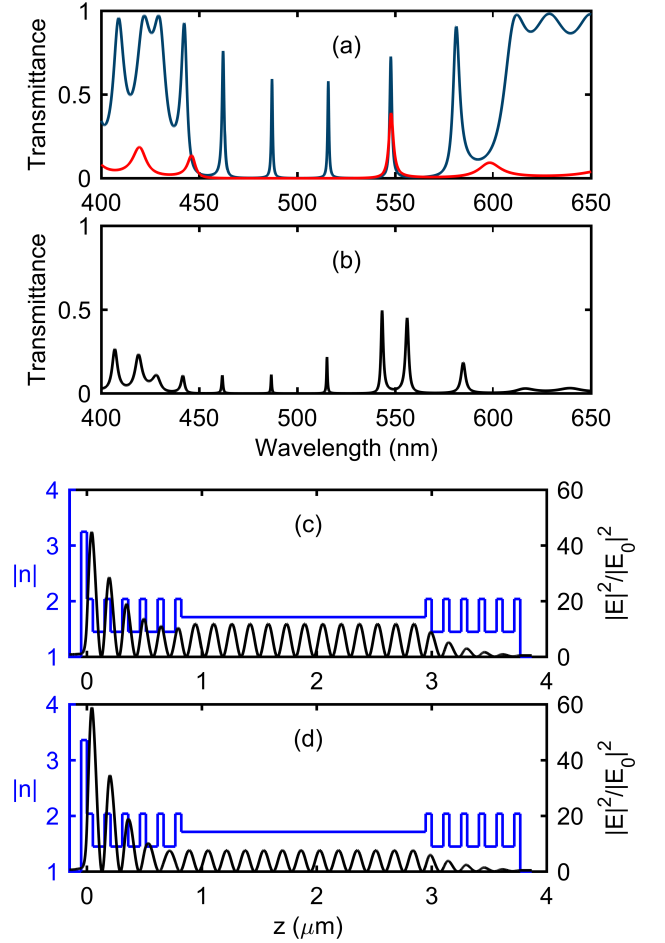 1
(a)
Transmittance
0.5
0
400 450 500 550 600 650
1
(b)
Transmittance
0.5
0
400 450 500 550 600 650
Wavelength (nm)
4 60
(c)
3 40
|n| |E|²/|E₀|²
2 20
1 0
0 1 2 3 4
4 60
(d)
3 40
|n| |E|²/|E₀|²
2 20
1 0
0 1 2 3 4
z (μm)